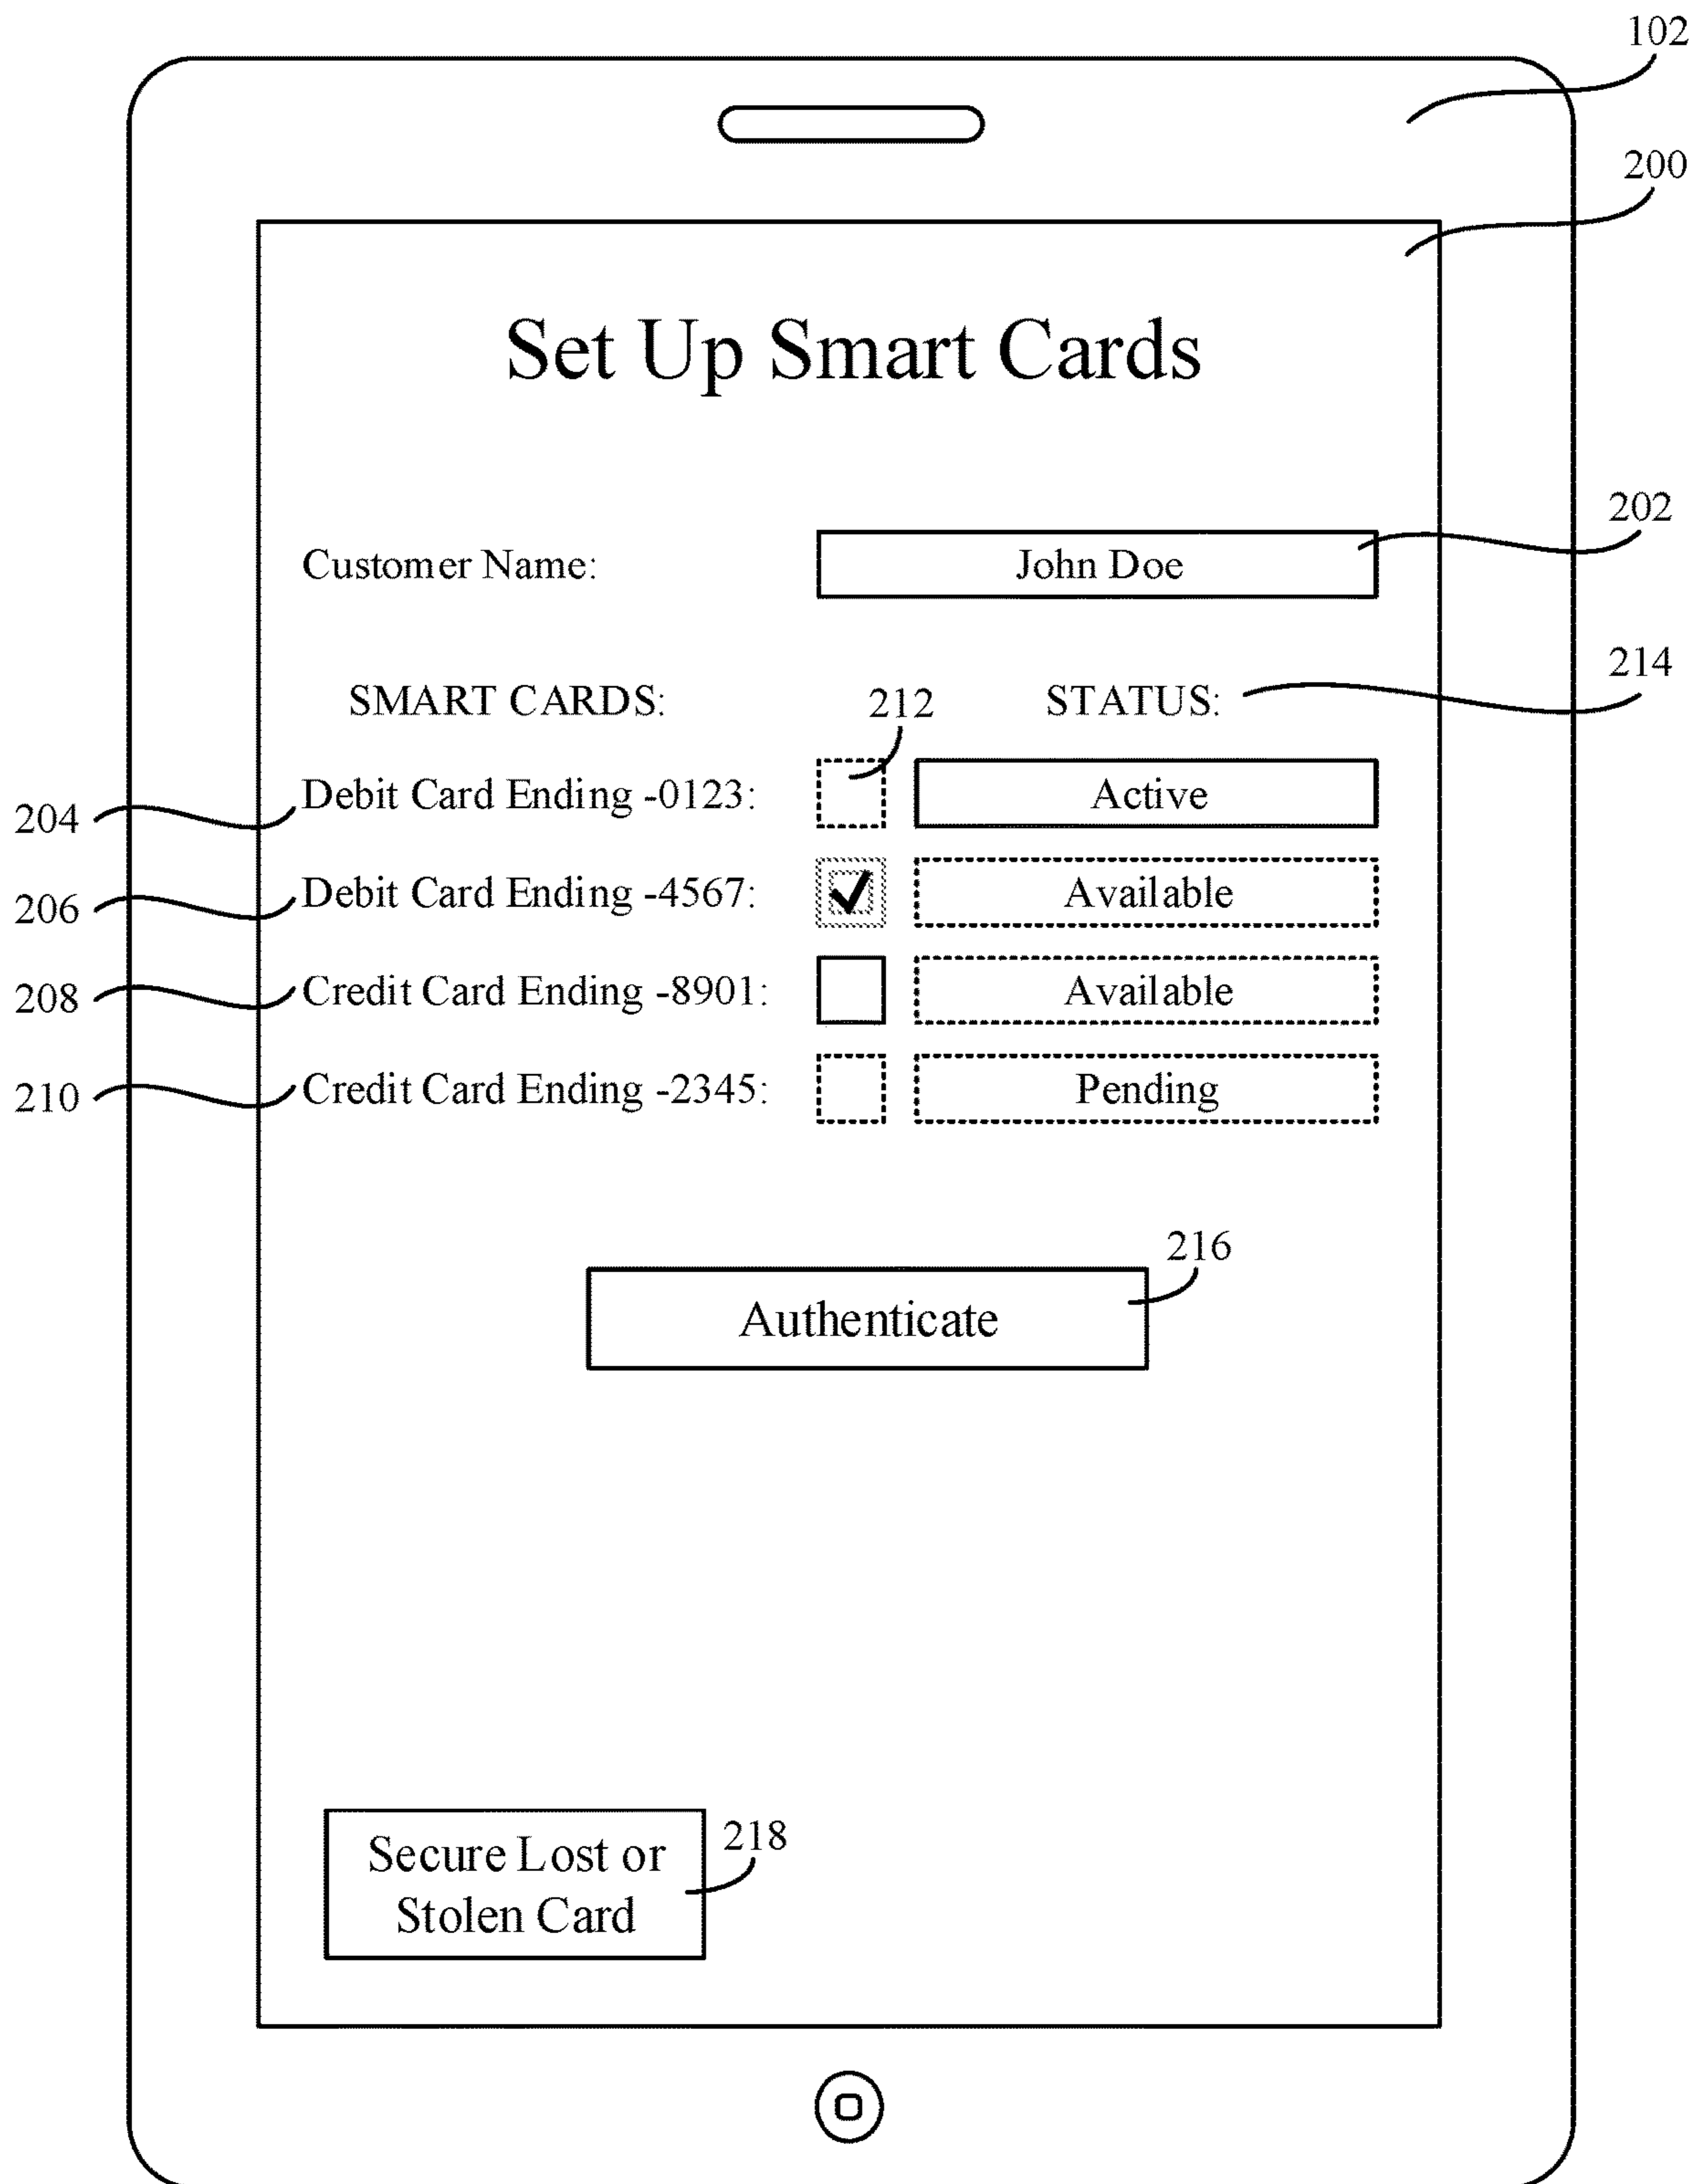 102
200
Set Up Smart Cards
202
Customer Name: John Doe
214
SMART CARDS: 212 STATUS:
204 Debit Card Ending -0123: Active
206 Debit Card Ending -4567: Available
208 Credit Card Ending -8901: Available
210 Credit Card Ending -2345: Pending
216
Authenticate
218
Secure Lost or
Stolen Card